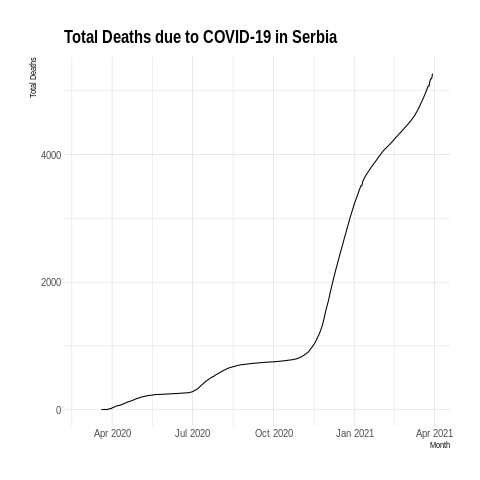 Total Deaths due to COVID-19 in Serbia
Total Deaths
4000
2000
0
Apr 2020 Jul 2020 Oct 2020 Jan 2021 Apr 2021
Month